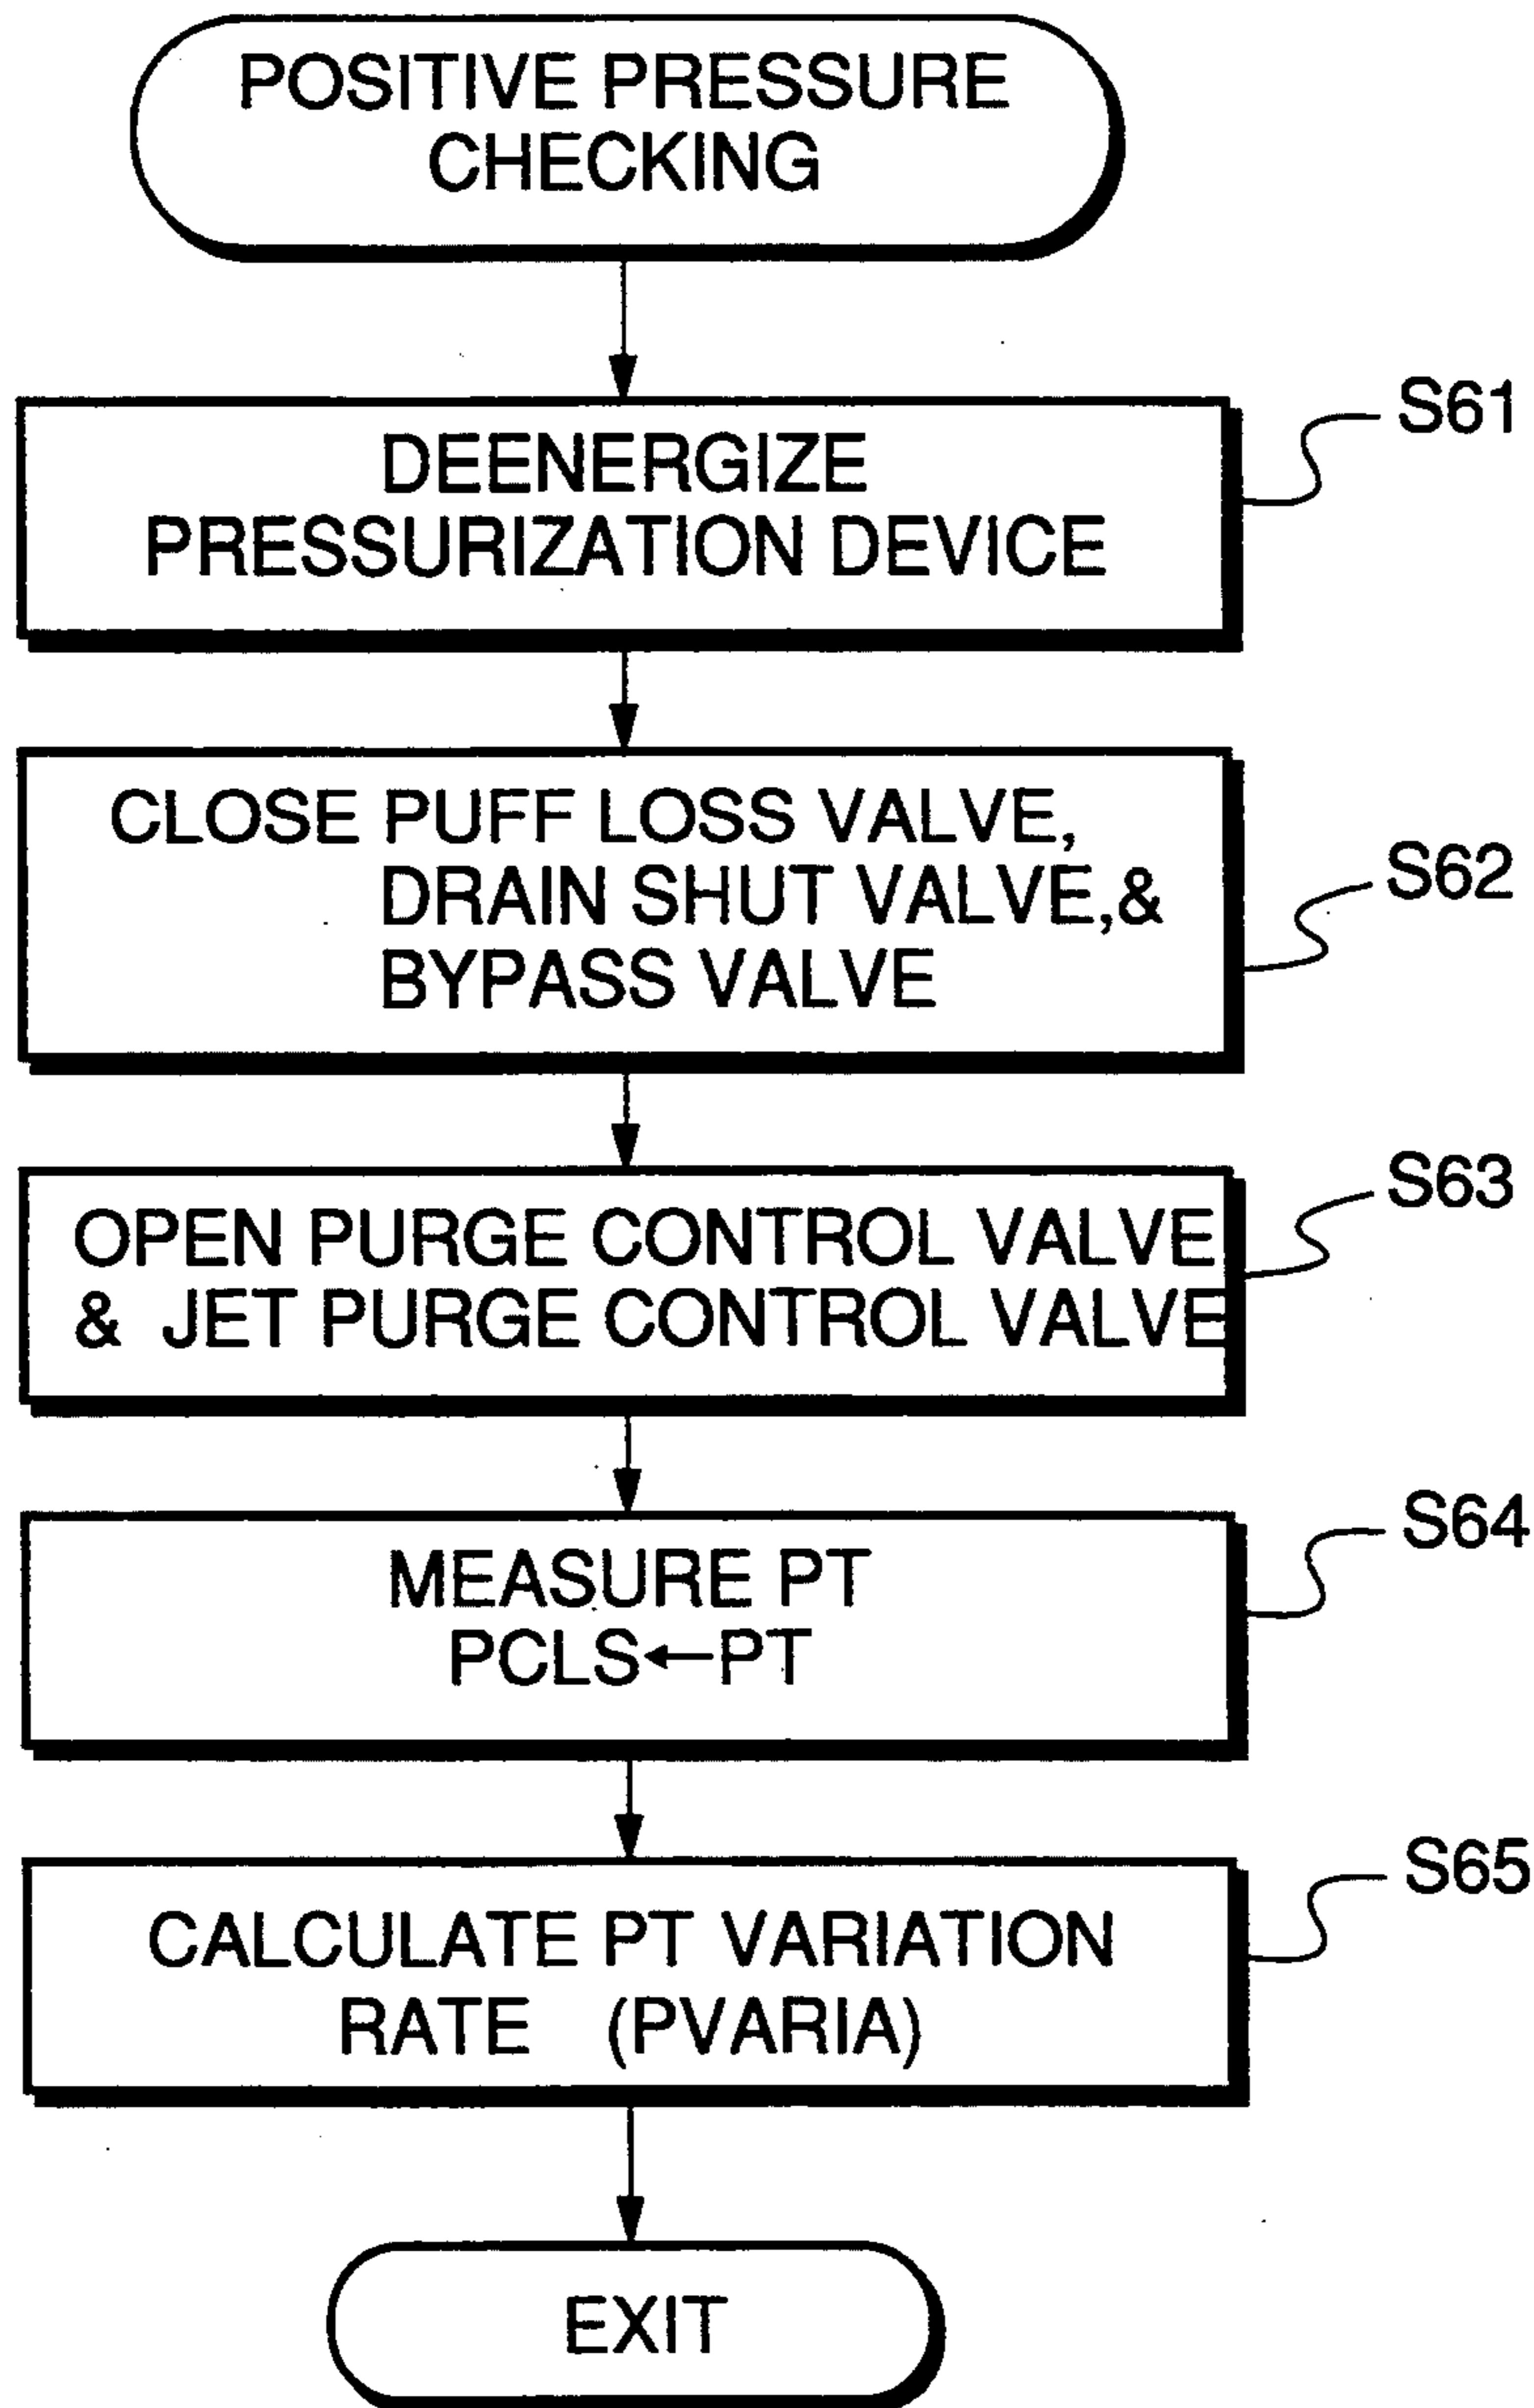 POSITIVE PRESSURE
CHECKING
S61
DEENERGIZE
PRESSURIZATION DEVICE
CLOSE PUFF LOSS VALVE,
DRAIN SHUT VALVE,&
BYPASS VALVE
S62
S63
OPEN PURGE CONTROL VALVE
& JET PURGE CONTROL VALVE
S64
MEASURE PT
PCLS←PT
S65
CALCULATE PT VARIATION
RATE (PVARIA)
EXIT